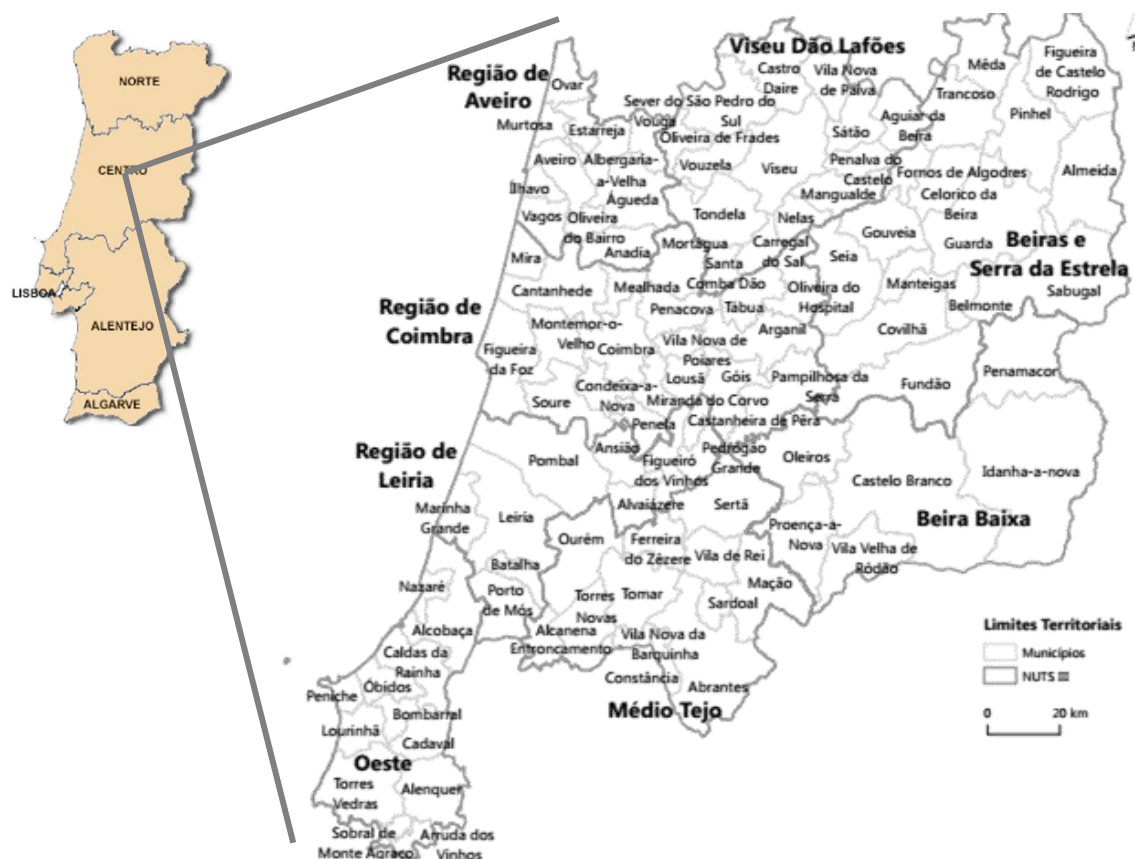 NORTE
CENTRO
LISBOA
ALENTEJO
ALGARVE
Região de
Aveiro
Ovar
Murtosa
Estarreja
Sever do
Vouga
Aveiro
Albergaria-
a-Velha
Ílhavo
Águeda
Vagos
Oliveira
do Bairro
Anadia
Viseu Dão Lafões
Castro
Daire
Vila Nova
de Paiva
São Pedro do
Sul
Oliveira de Frades
Aguiar da
Beira
Sátão
Vouzela
Viseu
Penalva do
Castelo
Mangualde
Tondela
Nelas
Mortágua
Carregal
do Sal
Santa
Comba Dão
Mêda
Figueira
de Castelo
Rodrigo
Trancoso
Pinhel
Fornos de Algodres
Almeida
Celorico da
Beira
Gouveia
Guarda
Seia
Beiras e
Serra da Estrela
Manteigas
Sabugal
Belmonte
Covilhã
Fundão
Região de
Coimbra
Mira
Cantanhede
Mealhada
Penacova
Tábua
Oliveira do
Hospital
Montemor-o-
Velho
Coimbra
Arganil
Vila Nova de
Poiares
Figueira
da Foz
Lousã
Góis
Pampilhosa da
Serra
Condeixa-a-
Nova
Soure
Miranda do Corvo
Penela
Região de
Leiria
Castanheira de Pêra
Ansião
Pedrógão
Grande
Pombal
Figueiró
dos Vinhos
Alvaiázere
Marinha
Grande
Leiria
Batalha
Porto
de Mós
Penamacor
Oleiros
Castelo Branco
Idanha-a-nova
Beira Baixa
Proença-a-
Nova
Vila Velha de
Ródão
Sertã
Ourém
Ferreira
do Zêzere
Vila de Rei
Mação
Torres
Novas
Tomar
Sardoal
Alcanena
Entroncamento
Vila Nova da
Barquinha
Constância
Abrantes
Médio Tejo
Nazaré
Alcobaça
Caldas da
Rainha
Óbidos
Peniche
Bombarral
Lourinhã
Cadaval
Oeste
Torres
Vedras
Alenquer
Sobral de
Monte Agraço
Arruda dos
Vinhos
Limites Territoriais
Municípios
NUTS III
0 20 km